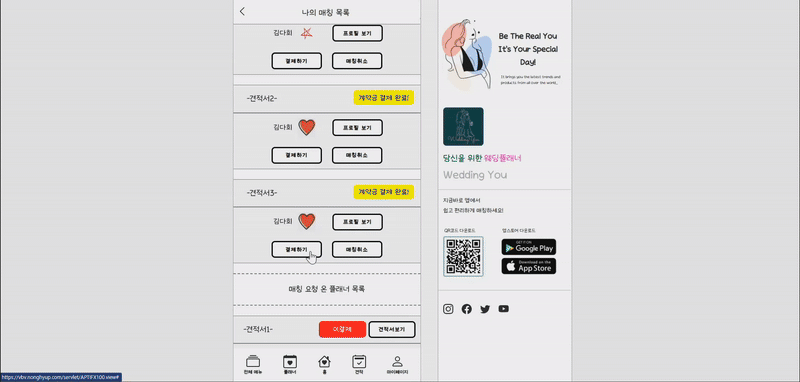 나의 매칭 목록
김다희
프로필 보기
결제하기
매칭취소
-견적서2-
계약금 결제 완료!
김다희
프로필 보기
결제하기
매칭취소
-견적서3-
계약금 결제 완료!
김다희
프로필 보기
결제하기
매칭취소
매칭 요청 온 플래너 목록
-견적서1-
견적서보기
전체 메뉴
플래너
홈
견적
마이페이지
Be The Real You
It's Your Special
Day!
It brings you the latest trends and
products from all over the world.
WeddingYou
당신을 위한 웨딩플래너
Wedding You
지금바로 앱에서
쉽고 편리하게 매칭하세요!
QR코드 다운로드
앱스토어 다운로드
GET IT ON
Google Play
Download on the
App Store
https://vbv.nonghyup.com/servlet/APTIFX100.view#